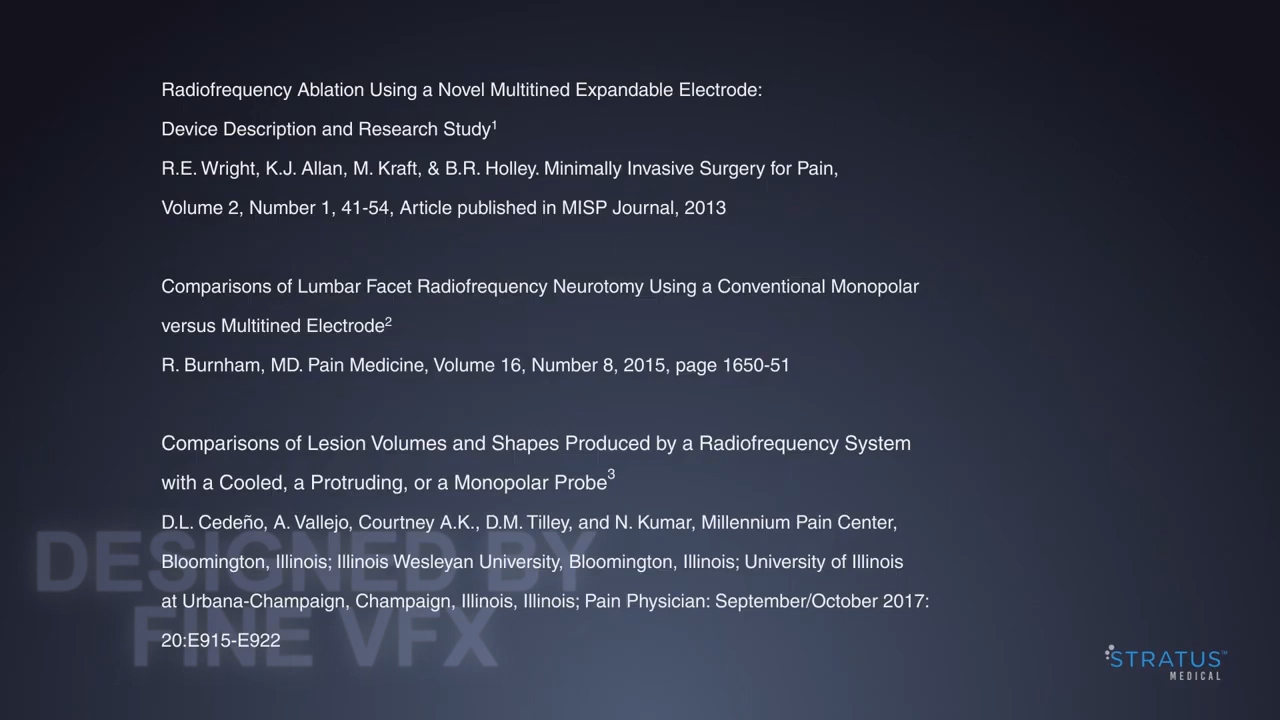 Radiofrequency Ablation Using a Novel Multitined Expandable Electrode:
Device Description and Research Study¹
R.E. Wright, K.J. Allan, M. Kraft, & B.R. Holley. Minimally Invasive Surgery for Pain,
Volume 2, Number 1, 41-54, Article published in MISP Journal, 2013
Comparisons of Lumbar Facet Radiofrequency Neurotomy Using a Conventional Monopolar
versus Multitined Electrode²
R. Burnham, MD. Pain Medicine, Volume 16, Number 8, 2015, page 1650-51
Comparisons of Lesion Volumes and Shapes Produced by a Radiofrequency System
with a Cooled, a Protruding, or a Monopolar Probe³
D.L. Cedeño, A. Vallejo, Courtney A.K., D.M. Tilley, and N. Kumar, Millennium Pain Center,
Bloomington, Illinois; Illinois Wesleyan University, Bloomington, Illinois; University of Illinois
at Urbana-Champaign, Champaign, Illinois, Illinois; Pain Physician: September/October 2017:
20:E915-E922
DESIGNED BY
FINE VFX
STRATUS™
MEDICAL